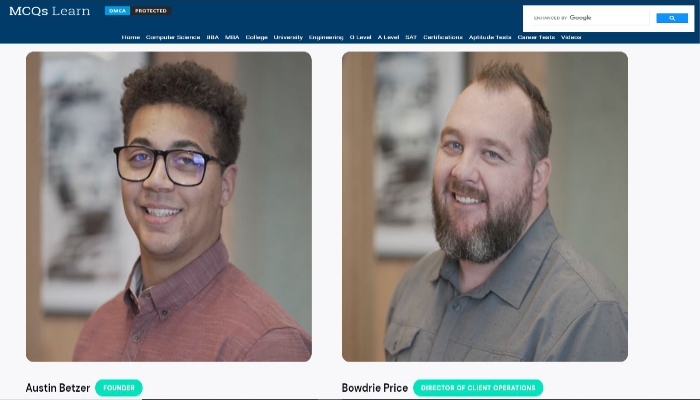 MCQs Learn
DMCA PROTECTED
ENHANCED BY Google
Home Computer Science BBA MBA College University Engineering O Level A Level SAT Certifications Aptitude Tests Career Tests Videos
Austin Betzer FOUNDER
Bowdrie Price DIRECTOR OF CLIENT OPERATIONS